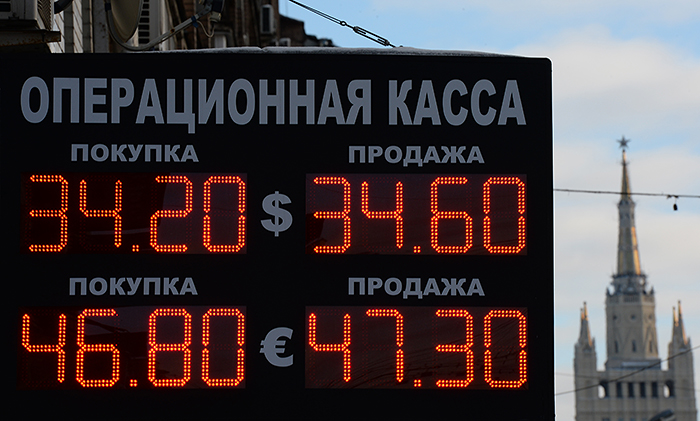 ОПЕРАЦИОННАЯ КАССА
ПОКУПКА ПРОДАЖА
34.20 $ 34.60
ПОКУПКА ПРОДАЖА
46.80 € 47.30